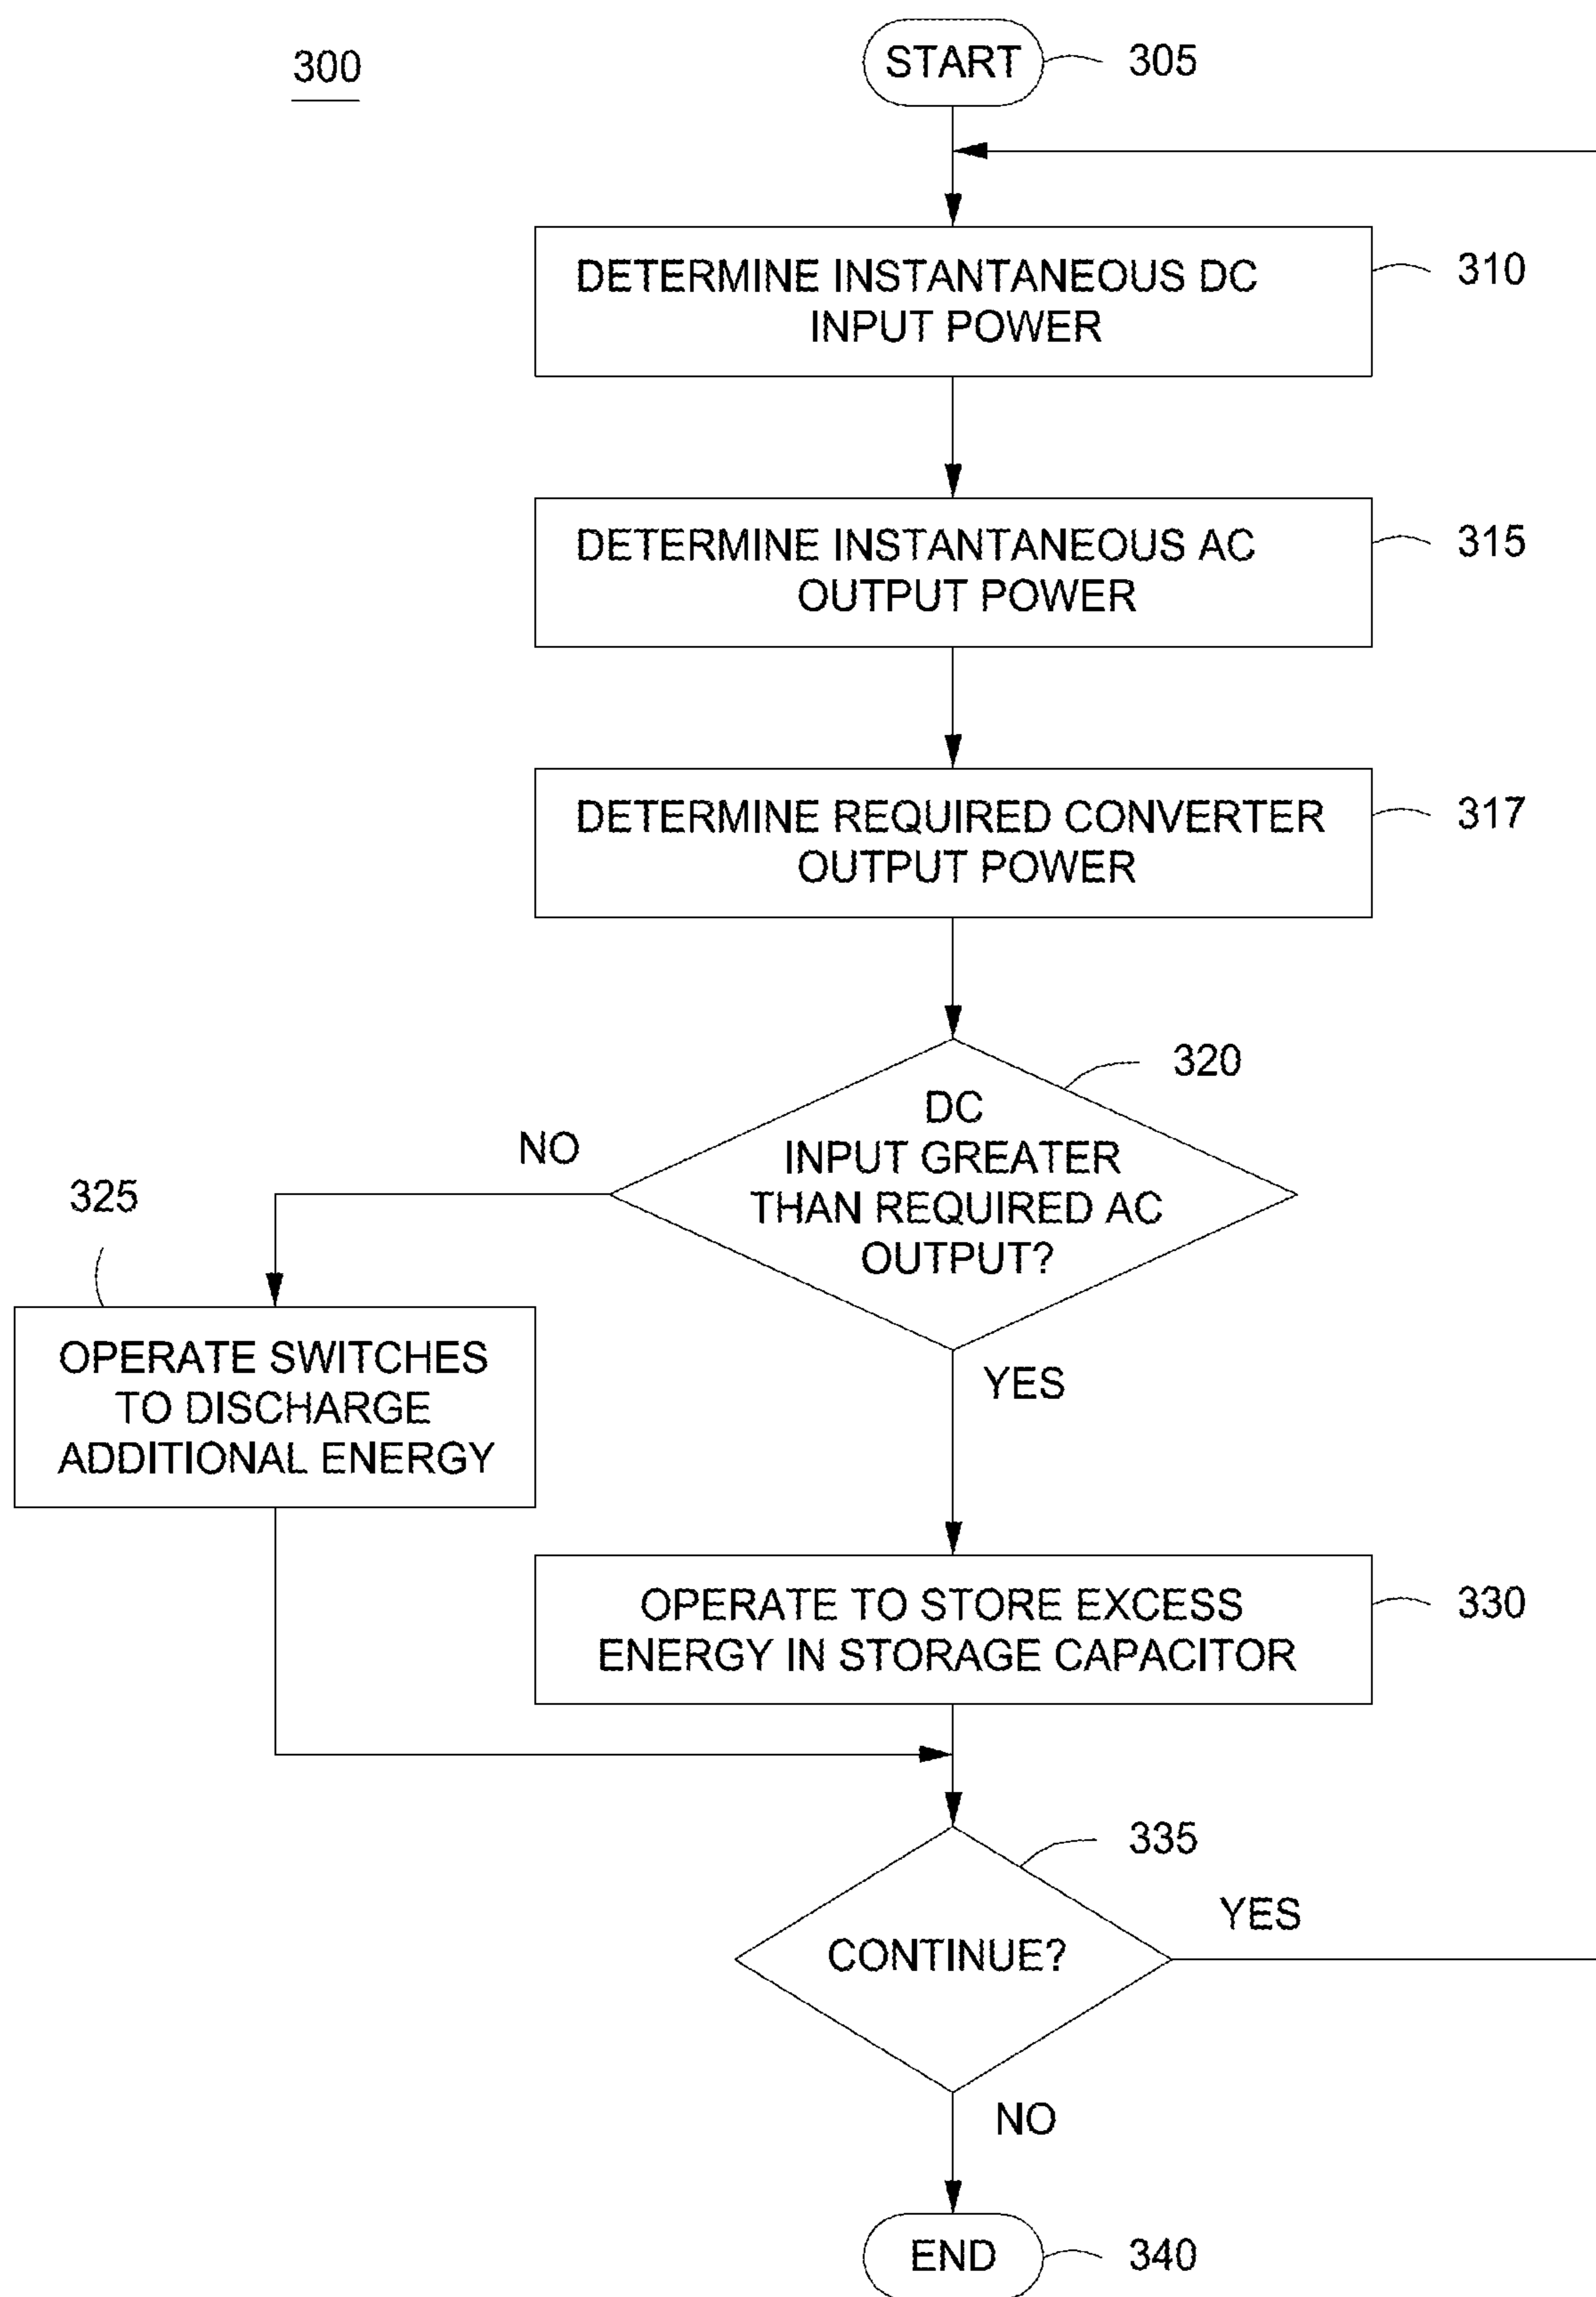 300
START
305
DETERMINE INSTANTANEOUS DC
INPUT POWER
310
DETERMINE INSTANTANEOUS AC
OUTPUT POWER
315
DETERMINE REQUIRED CONVERTER
OUTPUT POWER
317
320
DC
INPUT GREATER
THAN REQUIRED AC
OUTPUT?
NO
325
OPERATE SWITCHES
TO DISCHARGE
ADDITIONAL ENERGY
YES
OPERATE TO STORE EXCESS
ENERGY IN STORAGE CAPACITOR
330
335
CONTINUE?
YES
NO
END
340